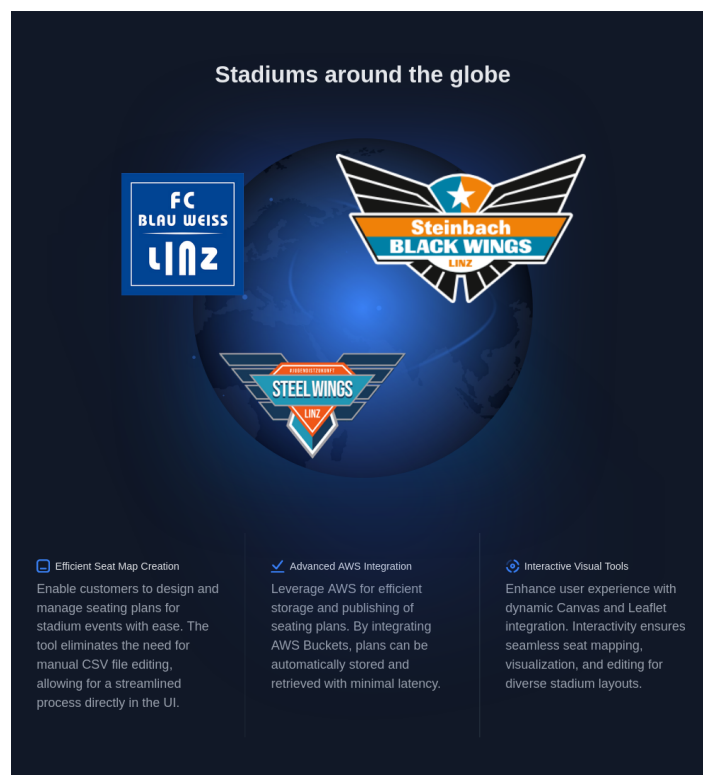 Stadiums around the globe
FC
BLAU WEISS
LINZ
Steinbach
BLACK WINGS
LINZ
STEEL WINGS
LINZ
Efficient Seat Map Creation
Enable customers to design and
manage seating plans for
stadium events with ease. The
tool eliminates the need for
manual CSV file editing,
allowing for a streamlined
process directly in the UI.
Advanced AWS Integration
Leverage AWS for efficient
storage and publishing of
seating plans. By integrating
AWS Buckets, plans can be
automatically stored and
retrieved with minimal latency.
Interactive Visual Tools
Enhance user experience with
dynamic Canvas and Leaflet
integration. Interactivity ensures
seamless seat mapping,
visualization, and editing for
diverse stadium layouts.